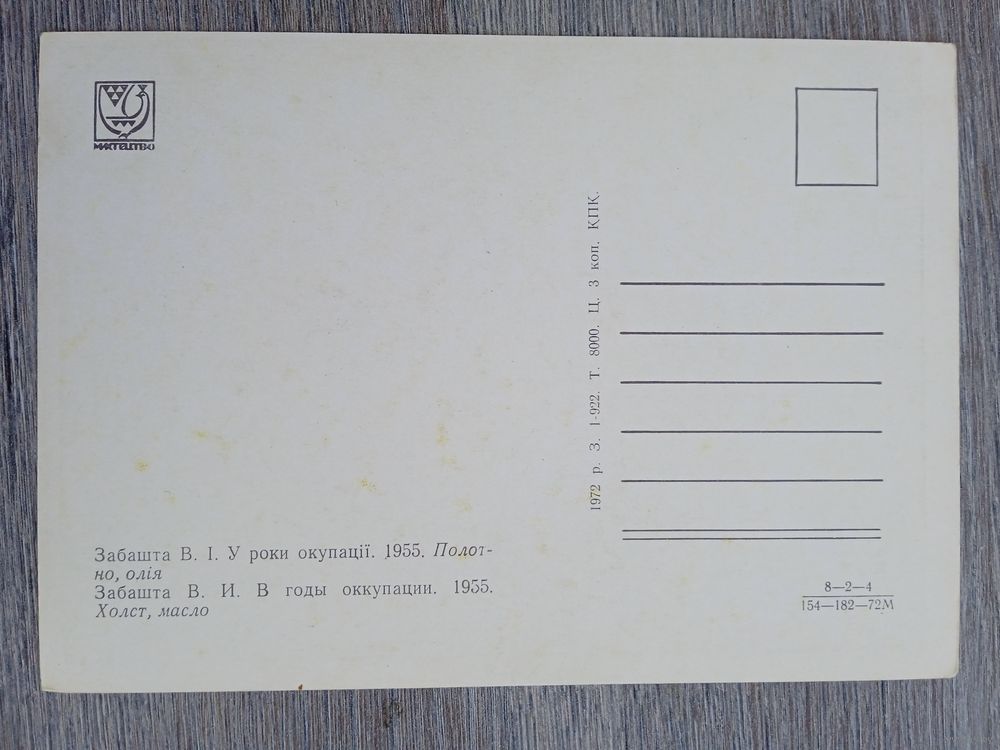 МИСТЕЦТВО
1972 р. З. 1-922. Т. 8000. Ц. 3 коп. КПК.
Забашта В. І. У роки окупації. 1955. Полот-
но, олія
Забашта В. И. В годы оккупации. 1955.
Холст, масло
8—2—4
154—182—72М